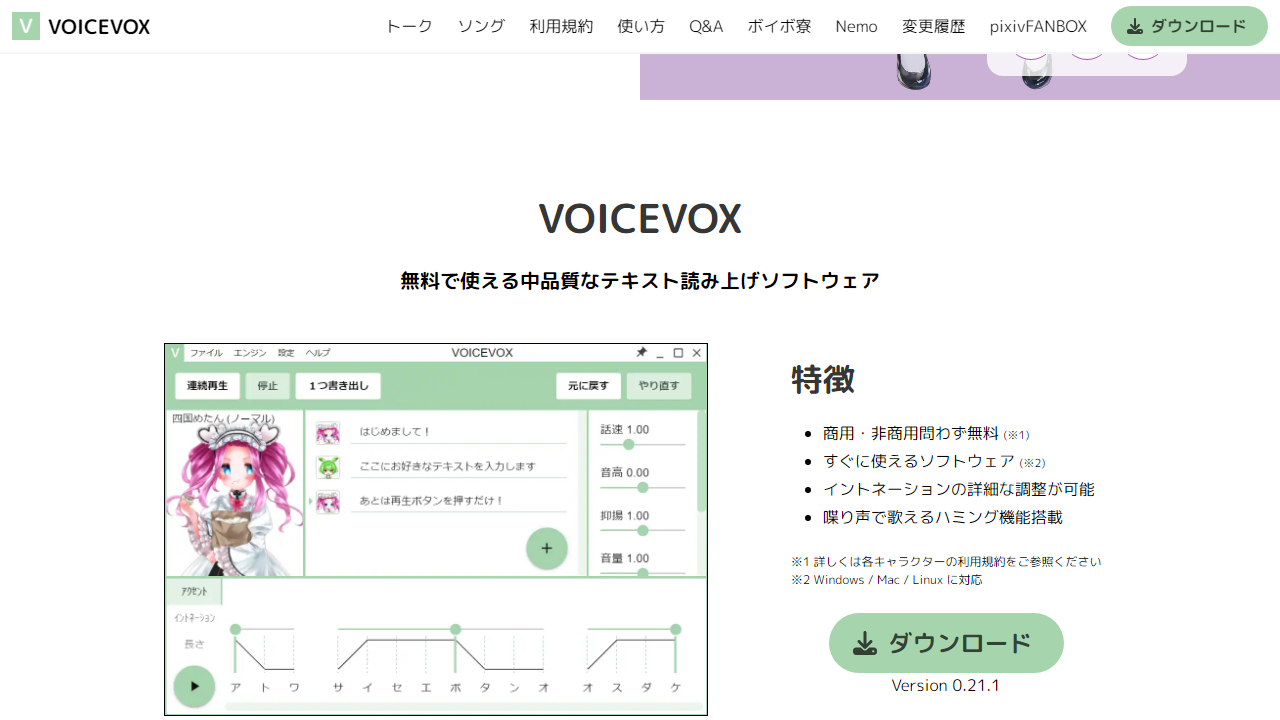 V VOICEVOX トーク ソング 利用規約 使い方 Q&A ボイボ寮 Nemo 変更履歴 pixivFANBOX ダウンロード
VOICEVOX
無料で使える中品質なテキスト読み上げソフトウェア
V ファイル エンジン 設定 ヘルプ VOICEVOX
連続再生 停止 1つ書き出し 元に戻す やり直す
四国めたん (ノーマル)
はじめまして！
ここにお好きなテキストを入力します
あとは再生ボタンを押すだけ！
話速 1.00
音高 0.00
抑揚 1.00
音量 1.00
アクセント
イントネーション
長さ
ア ト ワ サ イ セ エ ボ タ ン オ オ ス ダ ケ
特徴
商用・非商用問わず無料 (※1)
すぐに使えるソフトウェア (※2)
イントネーションの詳細な調整が可能
喋り声で歌えるハミング機能搭載
※1 詳しくは各キャラクターの利用規約をご参照ください
※2 Windows / Mac / Linux に対応
ダウンロード
Version 0.21.1